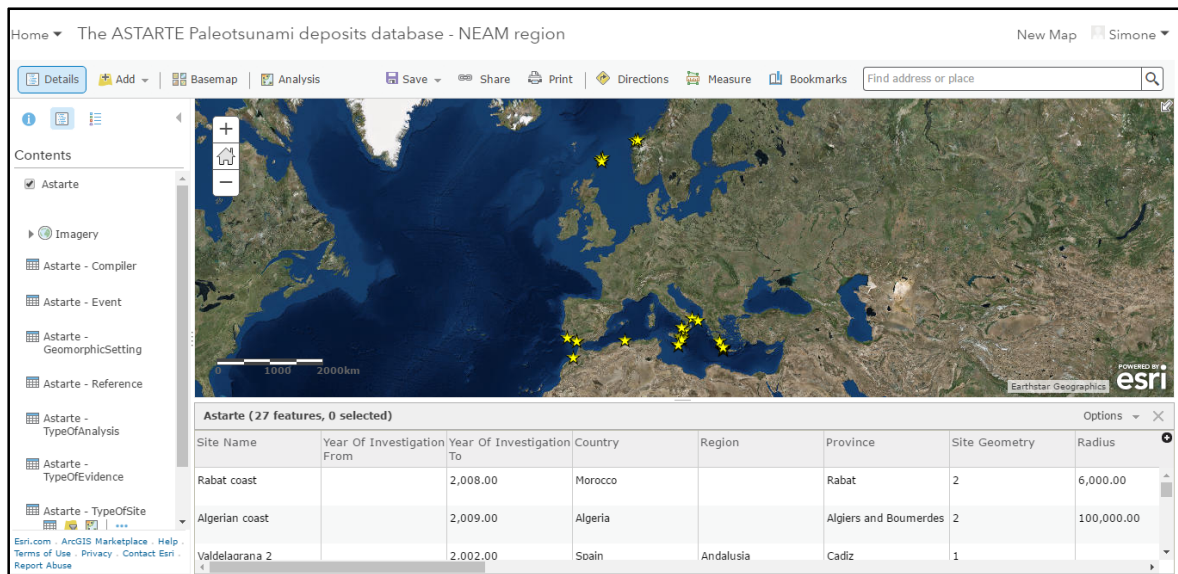 Home The ASTARTE Paleotsunami deposits database - NEAM region New Map Simone
Details Add Basemap Analysis Save Share Print Directions Measure Bookmarks Find address or place
Contents
Astarte
Imagery
Astarte - Compiler
Astarte - Event
Astarte -
GeomorphicSetting
Astarte - Reference
Astarte -
TypeOfAnalysis
Astarte -
TypeOfEvidence
Astarte - TypeOfSite
Esri.com . ArcGIS Marketplace . Help .
Terms of Use . Privacy . Contact Esri .
Report Abuse
+
−
0 1000 2000km
Earthstar Geographics
POWERED BY
esri
Astarte (27 features, 0 selected) Options
Site Name Year Of Investigation From Year Of Investigation To Country Region Province Site Geometry Radius
Rabat coast 2,008.00 Morocco Rabat 2 6,000.00
Algerian coast 2,009.00 Algeria Algiers and Boumerdes 2 100,000.00
Valdelagrana 2 2,002.00 Spain Andalusia Cadiz 1